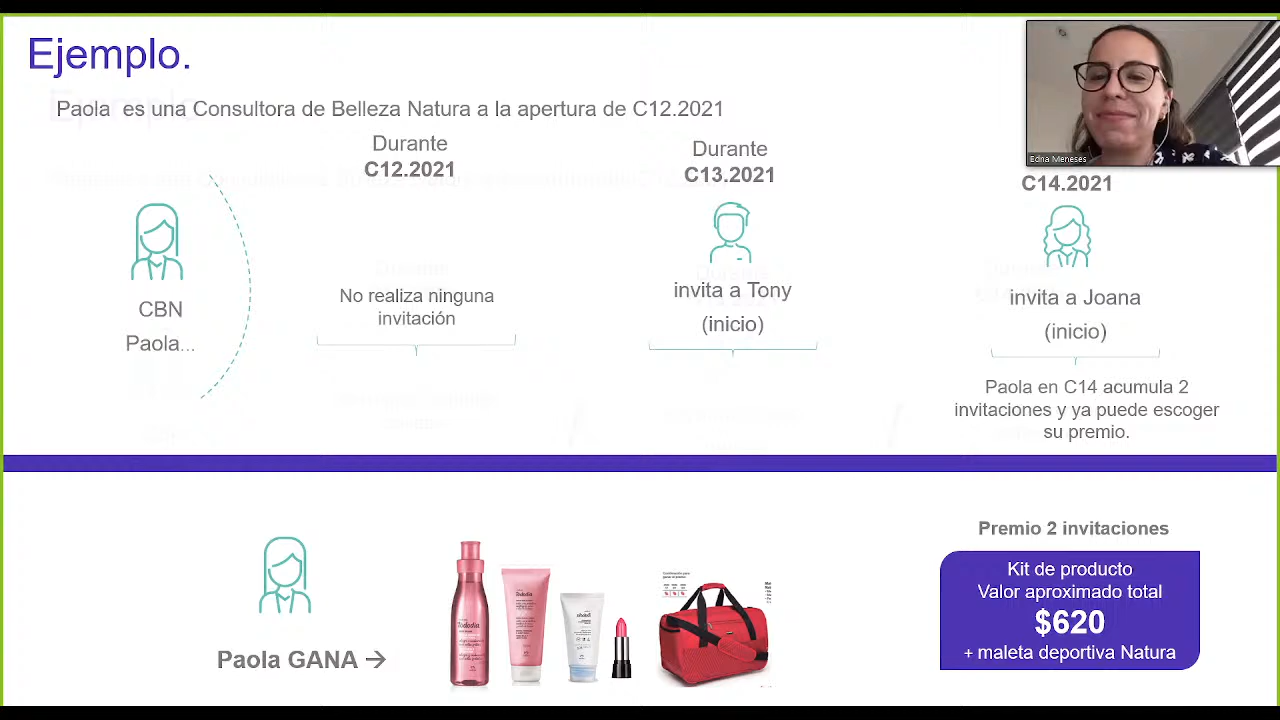 Ejemplo.
Paola es una Consultora de Belleza Natura a la apertura de C12.2021
Durante
C12.2021
Durante
C13.2021
C14.2021
Edna Meneses
CBN
Paola...
No realiza ninguna
invitación
invita a Tony
(inicio)
invita a Joana
(inicio)
Paola en C14 acumula 2
invitaciones y ya puede escoger
su premio.
Paola GANA →
Tododia
Tododia
Premio 2 invitaciones
Kit de producto
Valor aproximado total
$620
+ maleta deportiva Natura